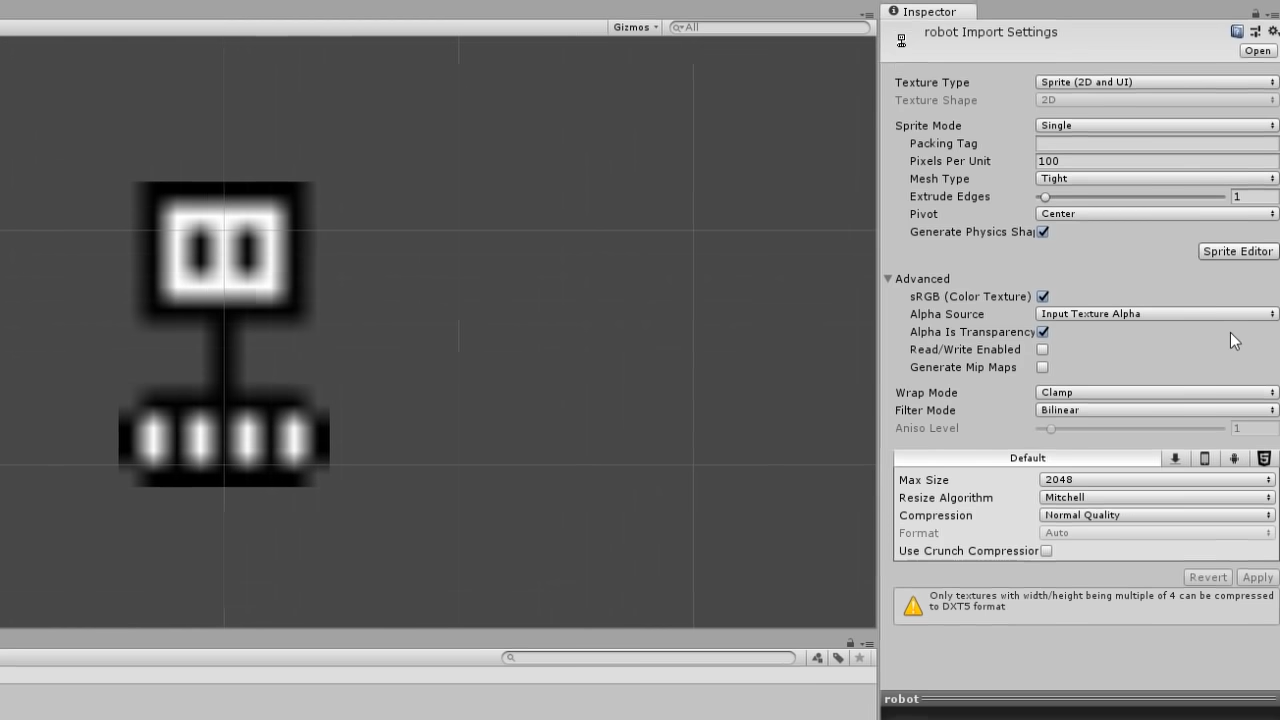 Inspector
Gizmos
All
robot Import Settings
Open
Texture Type Sprite (2D and UI)
Texture Shape 2D
Sprite Mode Single
Packing Tag
Pixels Per Unit 100
Mesh Type Tight
Extrude Edges 1
Pivot Center
Generate Physics Shap
Sprite Editor
Advanced
sRGB (Color Texture)
Alpha Source Input Texture Alpha
Alpha Is Transparency
Read/Write Enabled
Generate Mip Maps
Wrap Mode Clamp
Filter Mode Bilinear
Aniso Level 1
Default
Max Size 2048
Resize Algorithm Mitchell
Compression Normal Quality
Format Auto
Use Crunch Compression
Revert Apply
Only textures with width/height being multiple of 4 can be compressed
to DXT5 format
robot